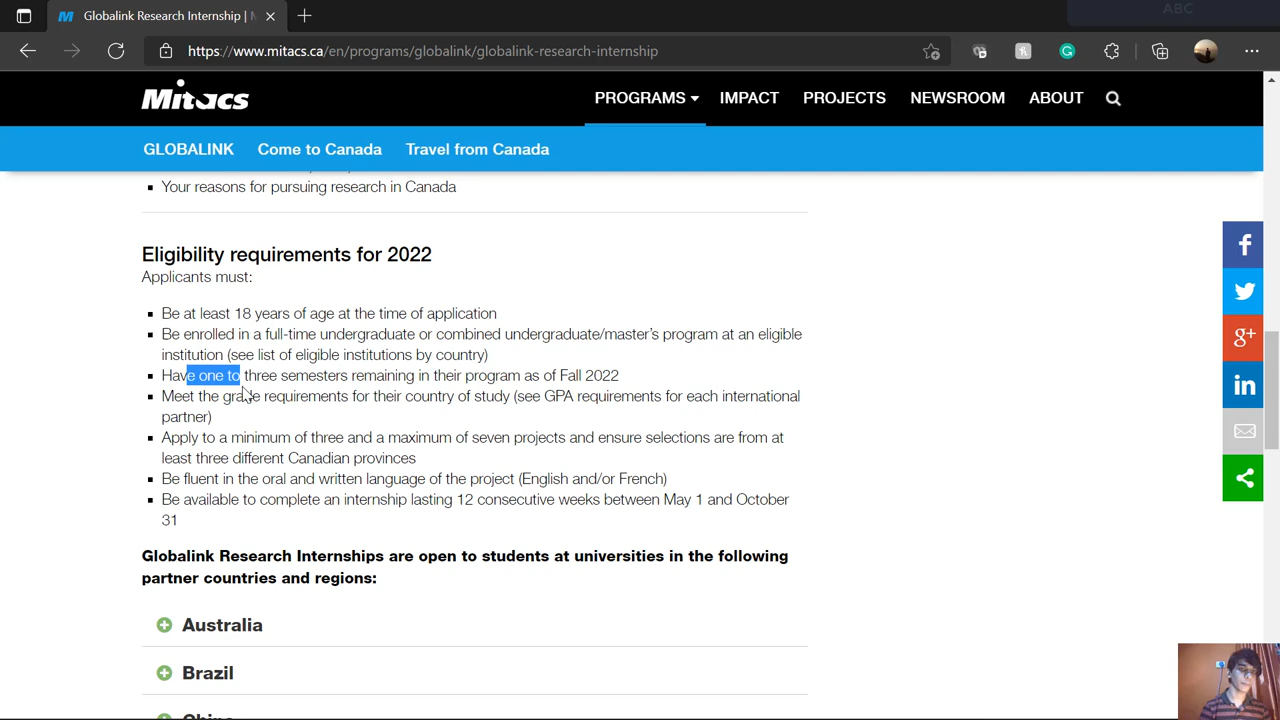 Globalink Research Internship |
ABC
https://www.mitacs.ca/en/programs/globalink/globalink-research-internship
Mitacs
PROGRAMS IMPACT PROJECTS NEWSROOM ABOUT
GLOBALINK Come to Canada Travel from Canada
Your reasons for pursuing research in Canada
Eligibility requirements for 2022
Applicants must:
Be at least 18 years of age at the time of application
Be enrolled in a full-time undergraduate or combined undergraduate/master's program at an eligible
institution (see list of eligible institutions by country)
Have one to three semesters remaining in their program as of Fall 2022
Meet the grade requirements for their country of study (see GPA requirements for each international
partner)
Apply to a minimum of three and a maximum of seven projects and ensure selections are from at
least three different Canadian provinces
Be fluent in the oral and written language of the project (English and/or French)
Be available to complete an internship lasting 12 consecutive weeks between May 1 and October
31
Globalink Research Internships are open to students at universities in the following
partner countries and regions:
Australia
Brazil
China